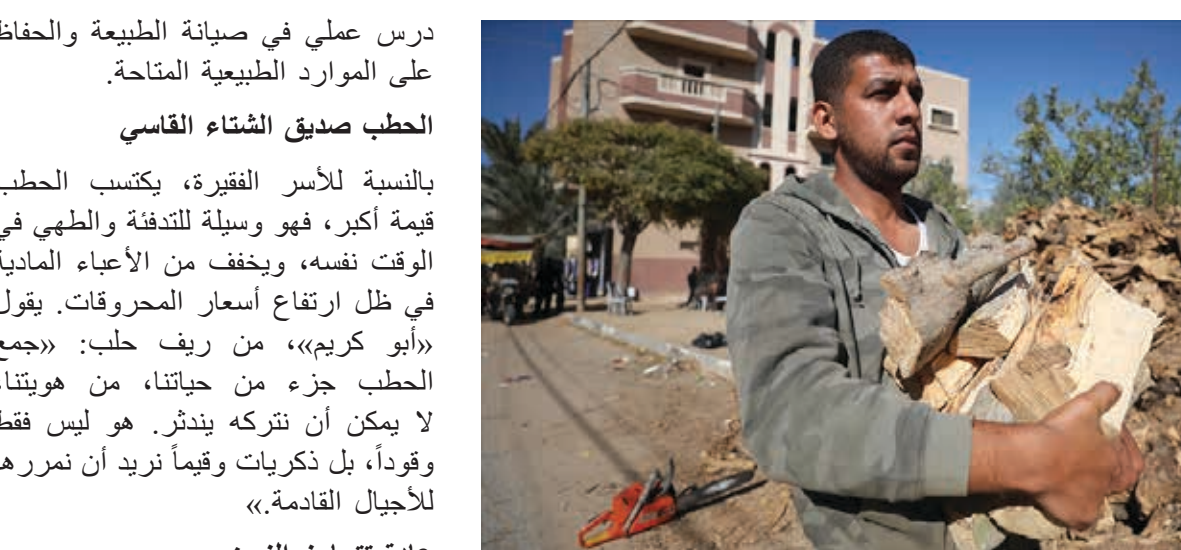 درس عملي في صيانة الطبيعة والحفاظ
على الموارد الطبيعية المتاحة.
الحطب صديق الشتاء القاسي
بالنسبة للأسر الفقيرة، يكتسب الحطب
قيمة أكبر، فهو وسيلة للتدفئة والطهي في
الوقت نفسه، ويخفف من الأعباء المادية
في ظل ارتفاع أسعار المحروقات. يقول
«أبو كريم»، من ريف حلب: «جمع
الحطب جزء من حياتنا، من هويتنا،
لا يمكن أن نتركه يندثر. هو ليس فقط
وقوداً، بل ذكريات وقيماً نريد أن نمررها
للأجيال القادمة.»